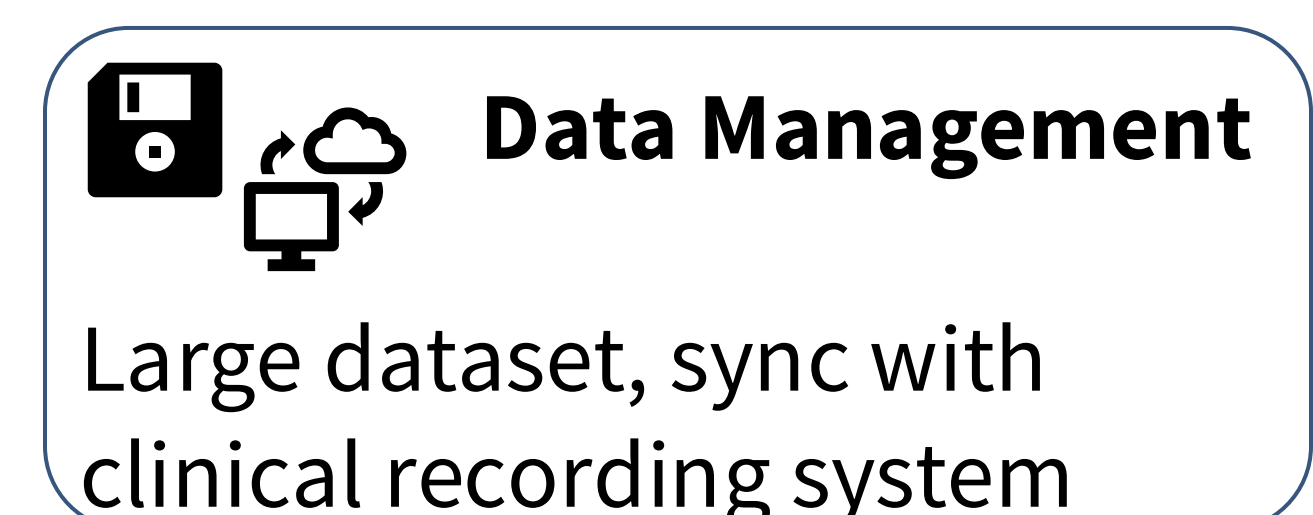 Data Management
Large dataset, sync with
clinical recording system